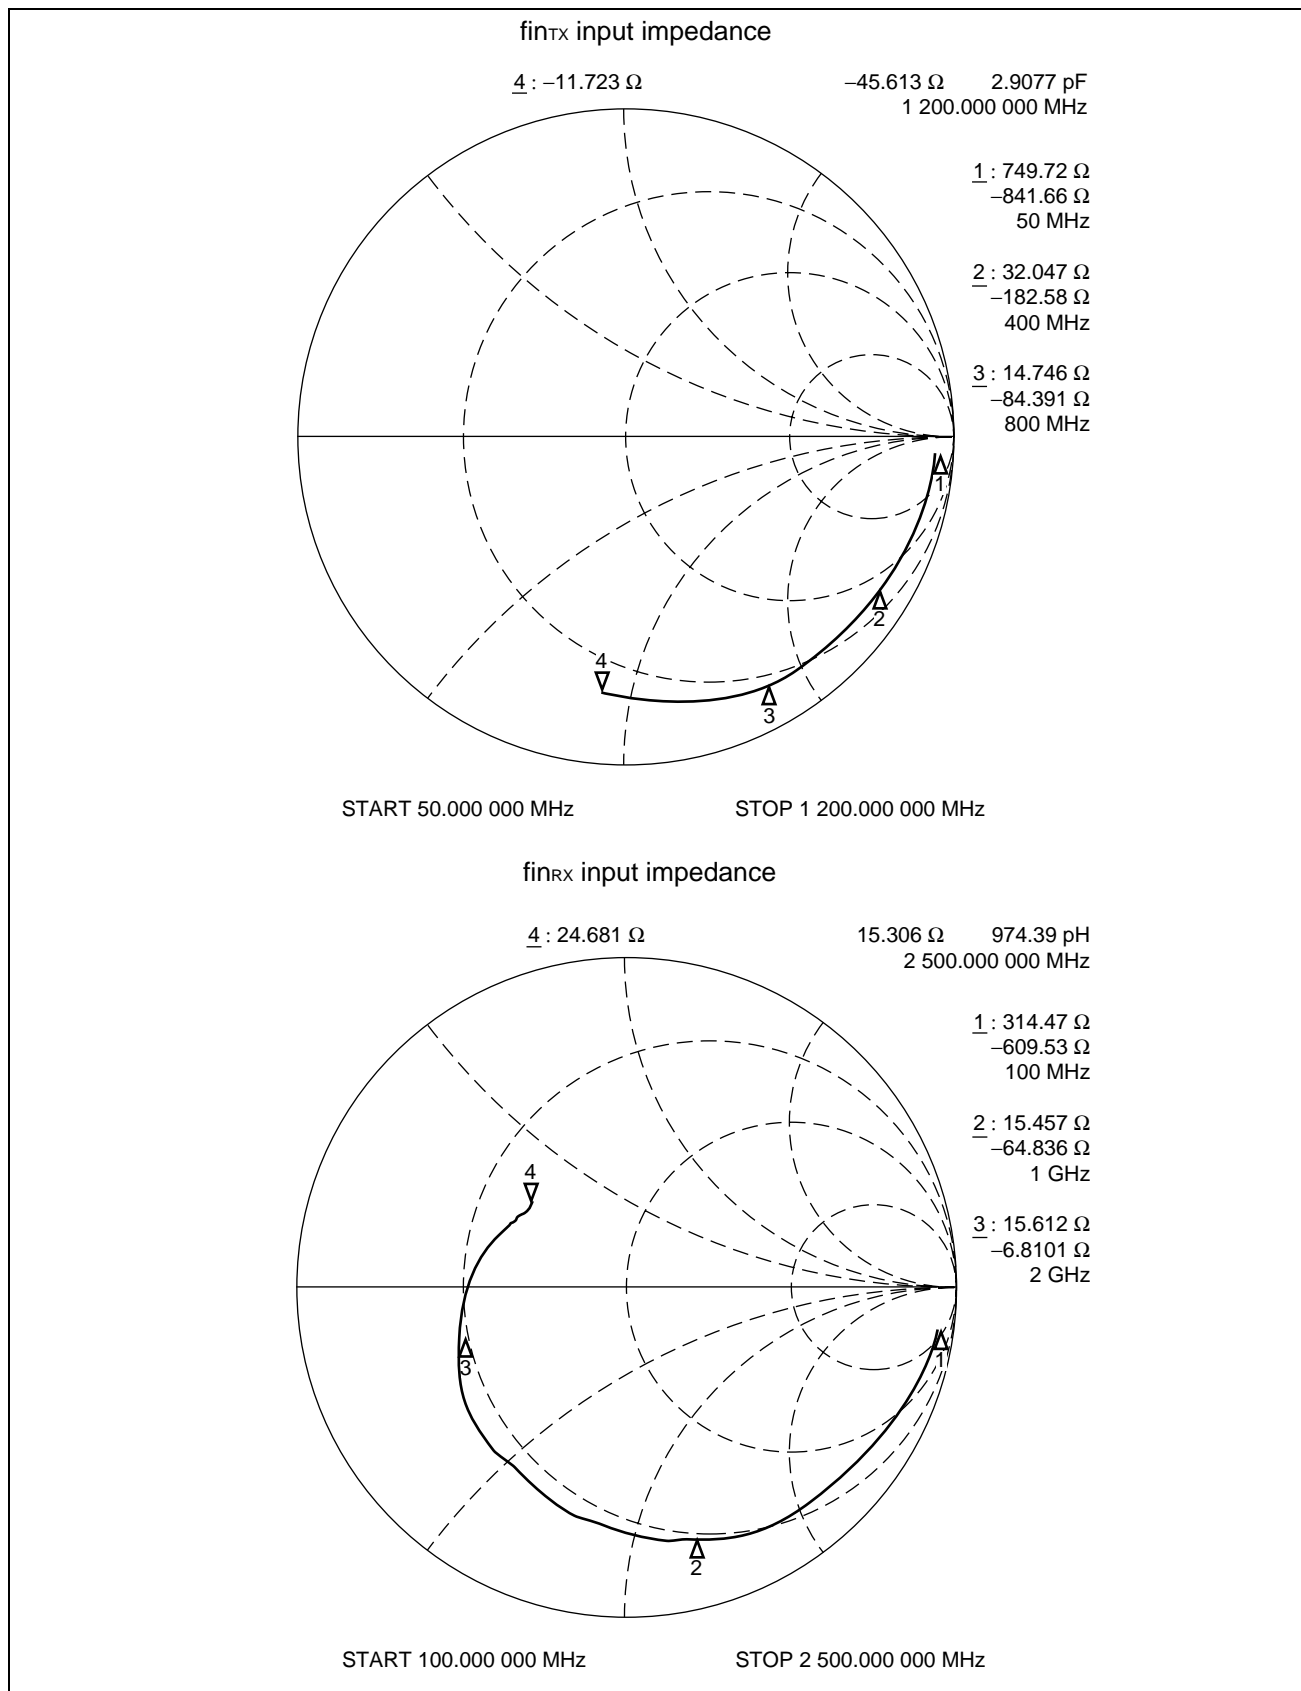 finTX input impedance
4 : –11.723 Ω –45.613 Ω 2.9077 pF
1 200.000 000 MHz
1 : 749.72 Ω
–841.66 Ω
50 MHz
2 : 32.047 Ω
–182.58 Ω
400 MHz
3 : 14.746 Ω
–84.391 Ω
800 MHz
1
2
4
3
START 50.000 000 MHz STOP 1 200.000 000 MHz
finRX input impedance
4 : 24.681 Ω 15.306 Ω 974.39 pH
2 500.000 000 MHz
1 : 314.47 Ω
–609.53 Ω
100 MHz
2 : 15.457 Ω
–64.836 Ω
1 GHz
3 : 15.612 Ω
–6.8101 Ω
2 GHz
4
3
1
2
START 100.000 000 MHz STOP 2 500.000 000 MHz